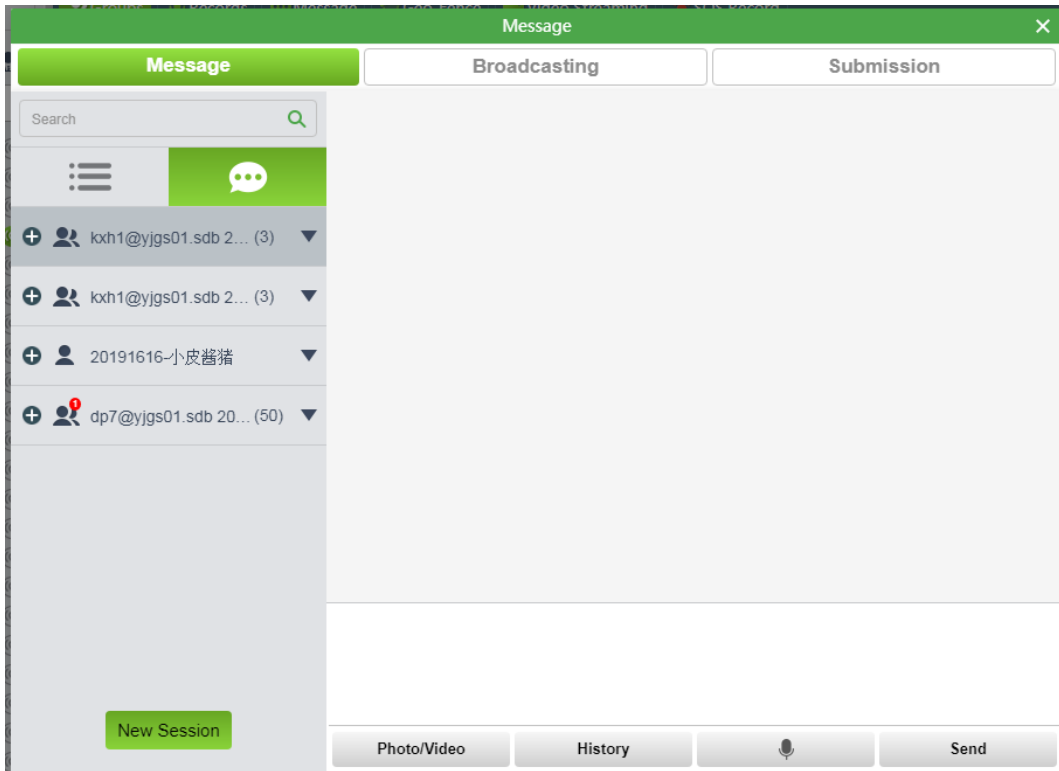 Message
Message
Broadcasting
Submission
Search
kxh1@yjgs01.sdb 2... (3)
kxh1@yjgs01.sdb 2... (3)
20191616-小皮酱猪
1
dp7@yjgs01.sdb 20... (50)
New Session
Photo/Video
History
Send